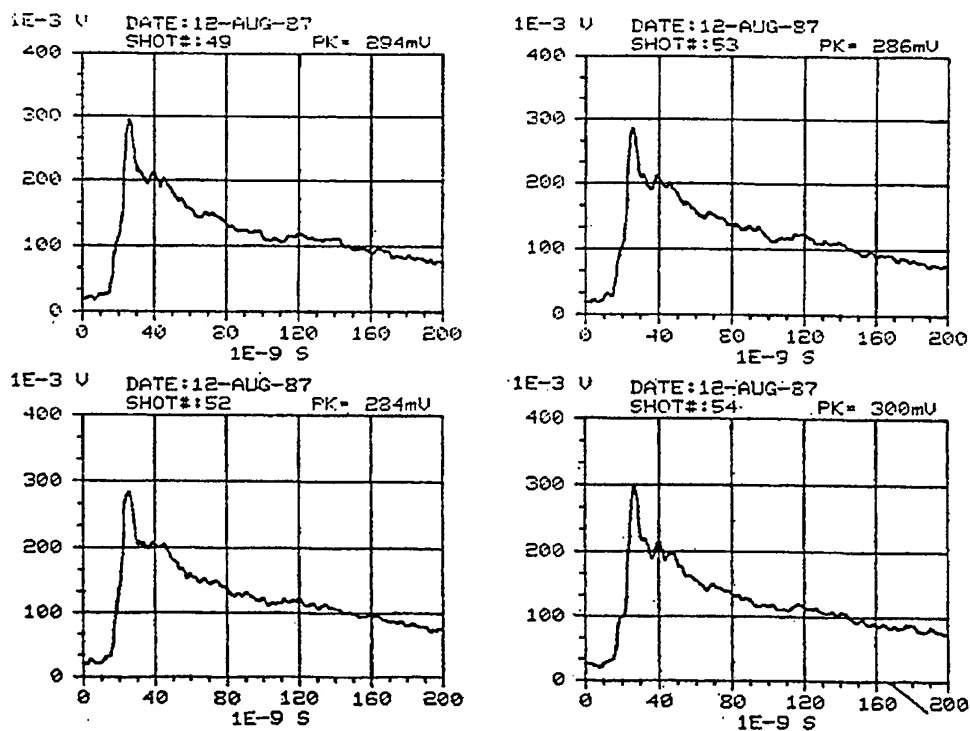 1E-3 V DATE:12-AUG-87
SHOT#:49 PK= 294mV
400
300
200
100
0
0 40 80 120 160 200
1E-9 S
1E-3 V DATE:12-AUG-87
SHOT#:53 PK= 286mV
400
300
200
100
0
0 40 80 120 160 200
1E-9 S
1E-3 V DATE:12-AUG-87
SHOT#:52 PK= 284mV
400
300
200
100
0
0 40 80 120 160 200
1E-9 S
1E-3 V DATE:12-AUG-87
SHOT#:54 PK= 300mV
400
300
200
100
0
0 40 80 120 160 200
1E-9 S